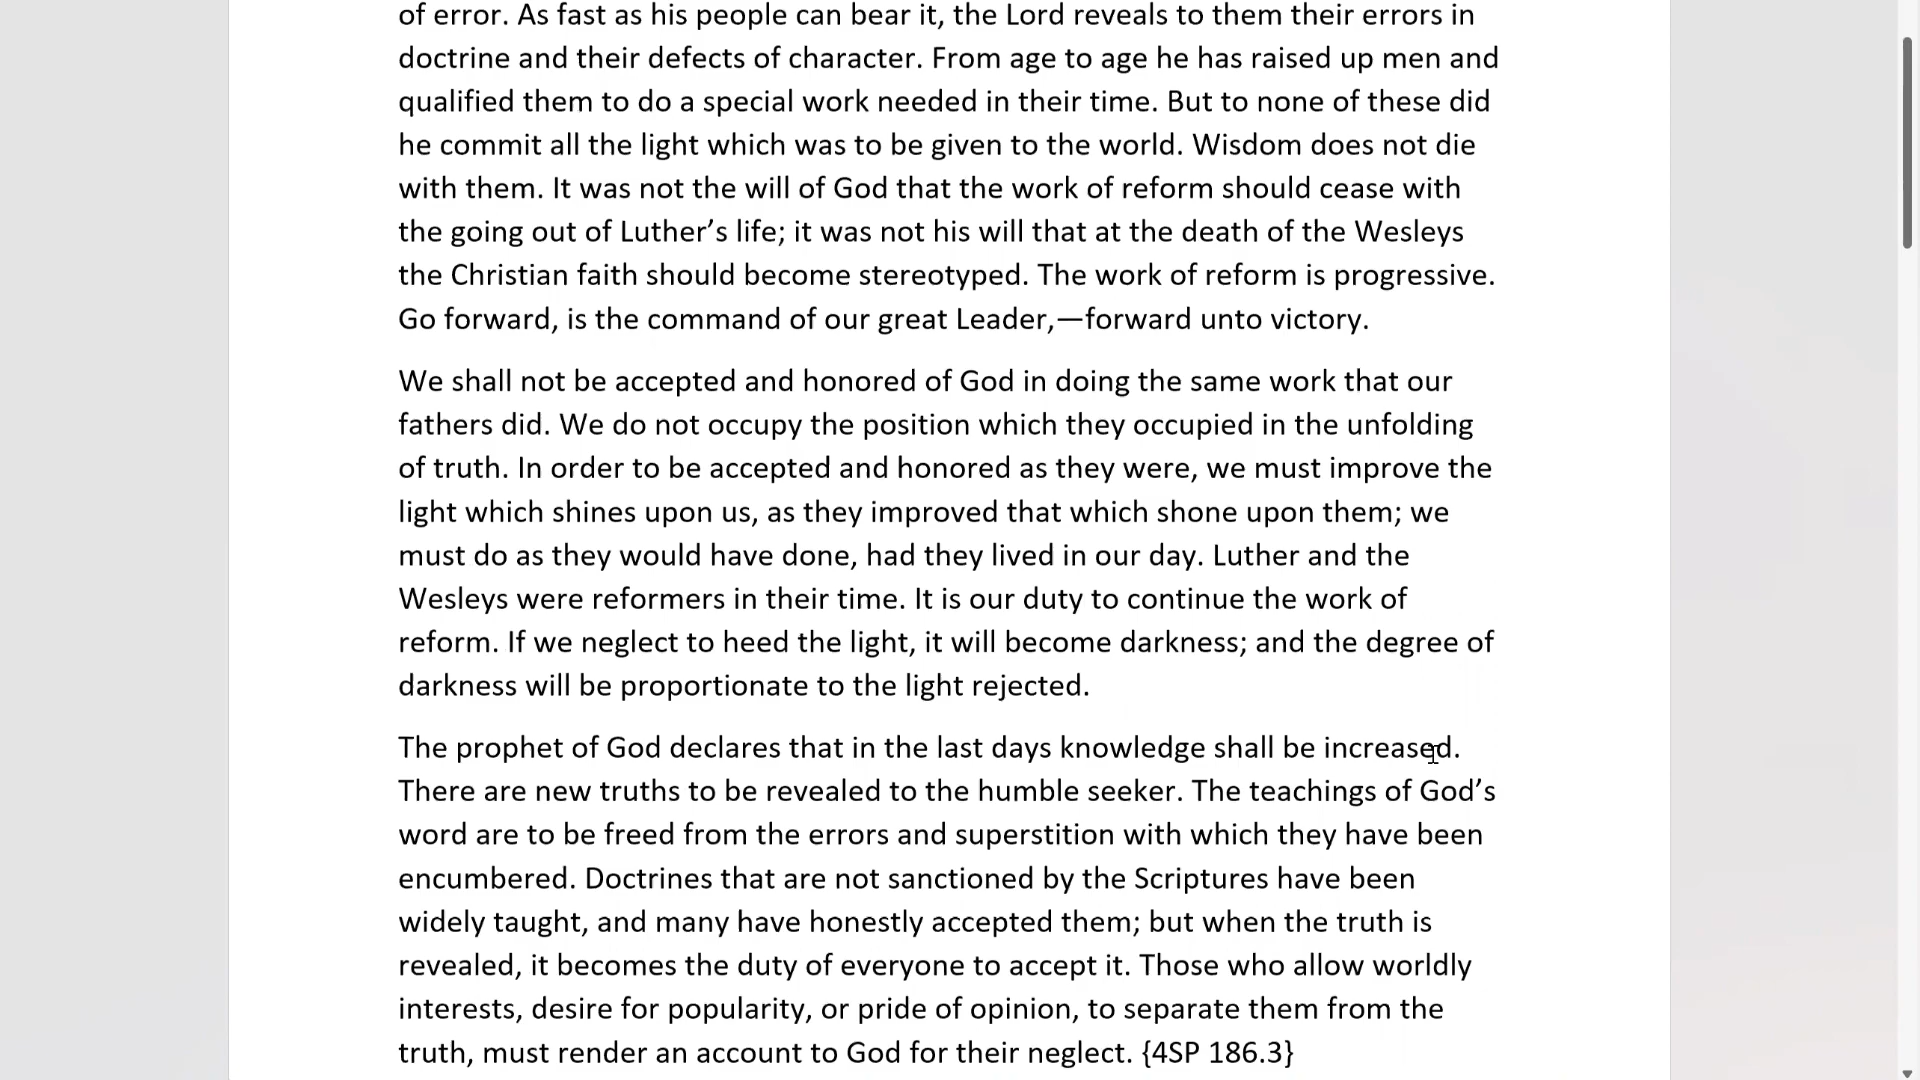 of error. As fast as his people can bear it, the Lord reveals to them their errors in
doctrine and their defects of character. From age to age he has raised up men and
qualified them to do a special work needed in their time. But to none of these did
he commit all the light which was to be given to the world. Wisdom does not die
with them. It was not the will of God that the work of reform should cease with
the going out of Luther’s life; it was not his will that at the death of the Wesleys
the Christian faith should become stereotyped. The work of reform is progressive.
Go forward, is the command of our great Leader,—forward unto victory.
We shall not be accepted and honored of God in doing the same work that our
fathers did. We do not occupy the position which they occupied in the unfolding
of truth. In order to be accepted and honored as they were, we must improve the
light which shines upon us, as they improved that which shone upon them; we
must do as they would have done, had they lived in our day. Luther and the
Wesleys were reformers in their time. It is our duty to continue the work of
reform. If we neglect to heed the light, it will become darkness; and the degree of
darkness will be proportionate to the light rejected.
The prophet of God declares that in the last days knowledge shall be increased.
There are new truths to be revealed to the humble seeker. The teachings of God’s
word are to be freed from the errors and superstition with which they have been
encumbered. Doctrines that are not sanctioned by the Scriptures have been
widely taught, and many have honestly accepted them; but when the truth is
revealed, it becomes the duty of everyone to accept it. Those who allow worldly
interests, desire for popularity, or pride of opinion, to separate them from the
truth, must render an account to God for their neglect. {4SP 186.3}